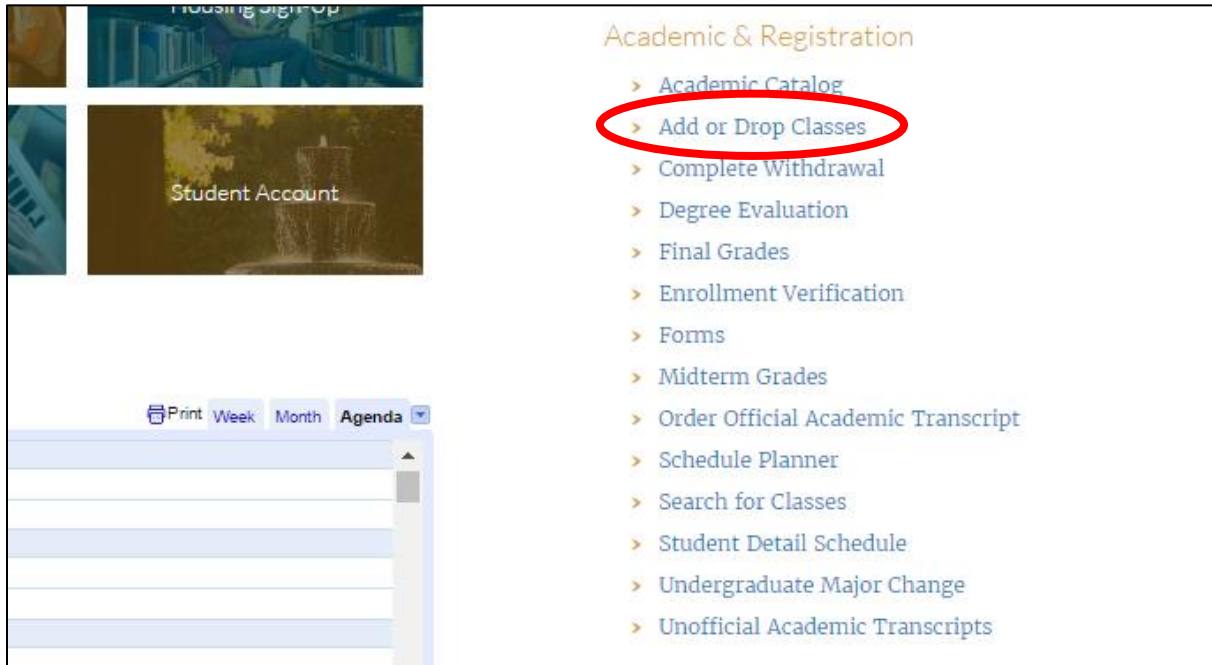 Housing Sign-Up
Student Account
Print Week Month Agenda
Academic & Registration
Academic Catalog
Add or Drop Classes
Complete Withdrawal
Degree Evaluation
Final Grades
Enrollment Verification
Forms
Midterm Grades
Order Official Academic Transcript
Schedule Planner
Search for Classes
Student Detail Schedule
Undergraduate Major Change
Unofficial Academic Transcripts